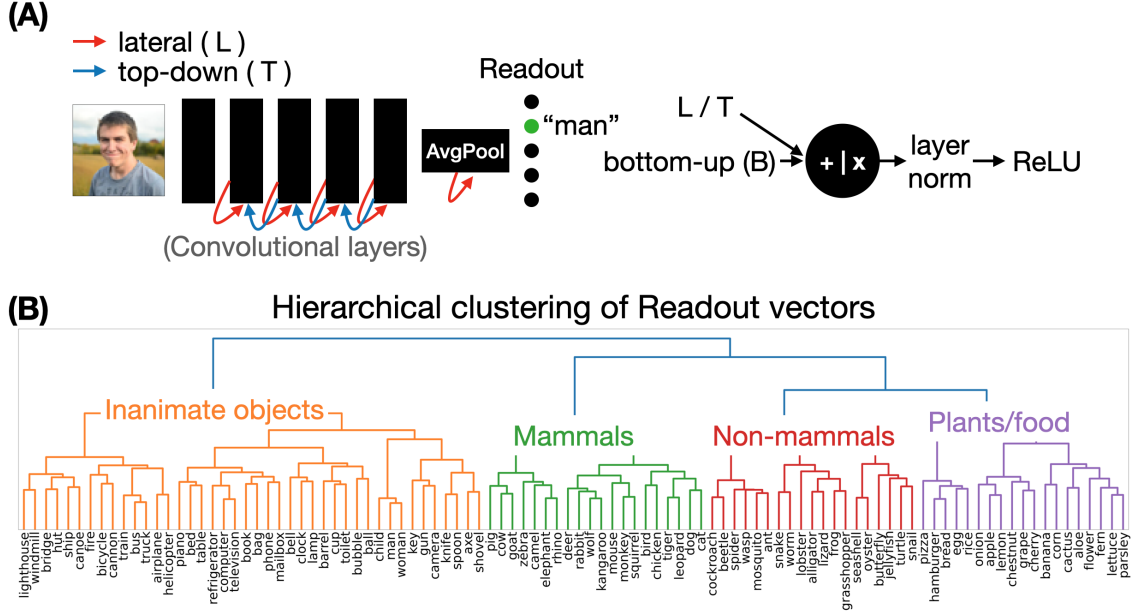 (A)
lateral ( L )
top-down ( T )
Readout
"man"
AvgPool
(Convolutional layers)
L / T
bottom-up (B)
+ | x
layer
norm
ReLU
(B)
Hierarchical clustering of Readout vectors
Inanimate objects
Mammals
Non-mammals
Plants/food
lighthouse
windmill
bridge
hut
ship
canoe
fire
bicycle
cannon
train
bus
truck
airplane
helicopter
piano
bed
table
refrigerator
computer
television
book
bag
phone
mailbox
bell
clock
lamp
barrel
cup
toilet
bubble
ball
child
man
woman
key
gun
camera
knife
spoon
axe
shovel
pig
cow
goat
zebra
camel
elephant
rhino
deer
rabbit
wolf
kangaroo
mouse
monkey
squirrel
bird
chicken
tiger
leopard
dog
cat
cockroach
beetle
spider
wasp
mosquito
ant
snake
worm
lobster
alligator
lizard
frog
grasshopper
seashell
oyster
butterfly
jellyfish
turtle
snail
pizza
hamburger
bread
egg
rice
onion
apple
lemon
chestnut
grape
cherry
banana
corn
cactus
aloe
flower
fern
lettuce
parsley